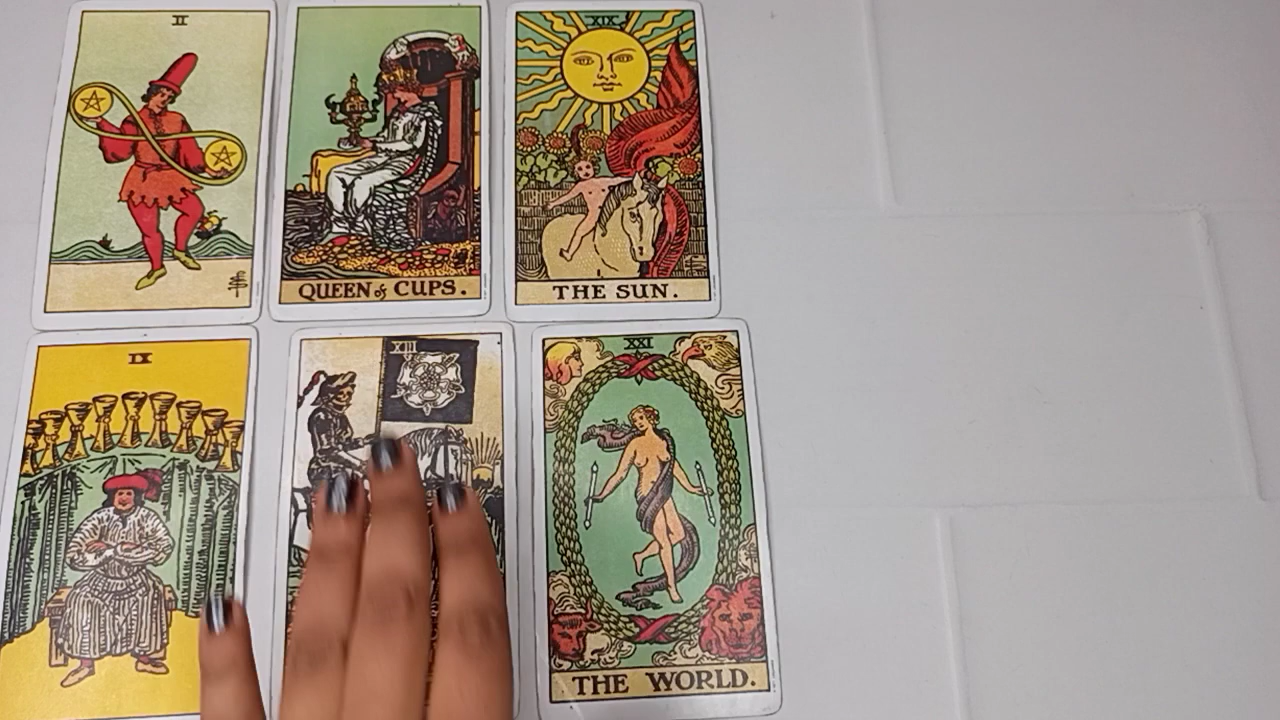 II
QUEEN of CUPS.
XIX
THE SUN.
IX
XIII
XXI
THE WORLD.